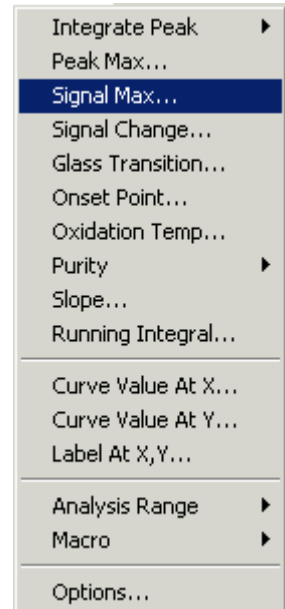 Integrate Peak
Peak Max...
Signal Max...
Signal Change...
Glass Transition...
Onset Point...
Oxidation Temp...
Purity
Slope...
Running Integral...
Curve Value At X...
Curve Value At Y...
Label At X,Y...
Analysis Range
Macro
Options...